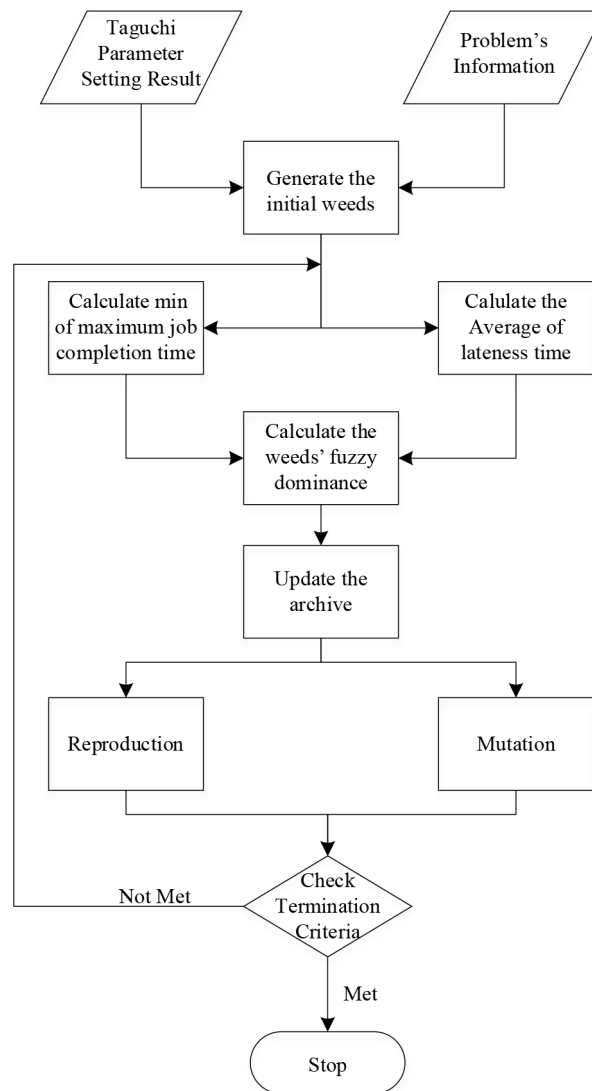 Taguchi
Parameter
Setting Result
Problem’s
Information
Generate the
initial weeds
Calculate min
of maximum job
completion time
Calulate the
Average of
lateness time
Calculate the
weeds’ fuzzy
dominance
Update the
archive
Reproduction
Mutation
Check
Termination
Criteria
Not Met
Met
Stop